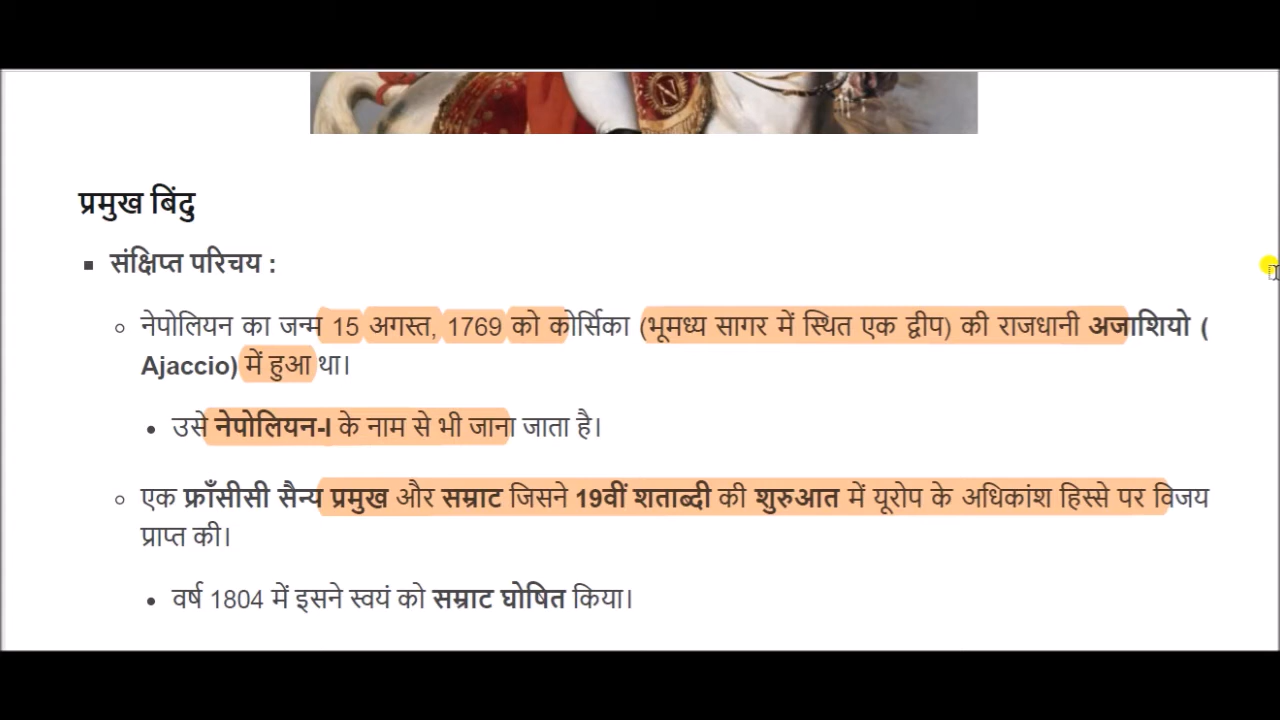 N
प्रमुख बिंदु
संक्षिप्त परिचय :
नेपोलियन का जन्म 15 अगस्त, 1769 को कोर्सिका (भूमध्य सागर में स्थित एक द्वीप) की राजधानी अजाशियो (
Ajaccio) में हुआ था।
उसे नेपोलियन-I के नाम से भी जाना जाता है।
एक फ्राँसीसी सैन्य प्रमुख और सम्राट जिसने 19वीं शताब्दी की शुरुआत में यूरोप के अधिकांश हिस्से पर विजय
प्राप्त की।
वर्ष 1804 में इसने स्वयं को सम्राट घोषित किया।